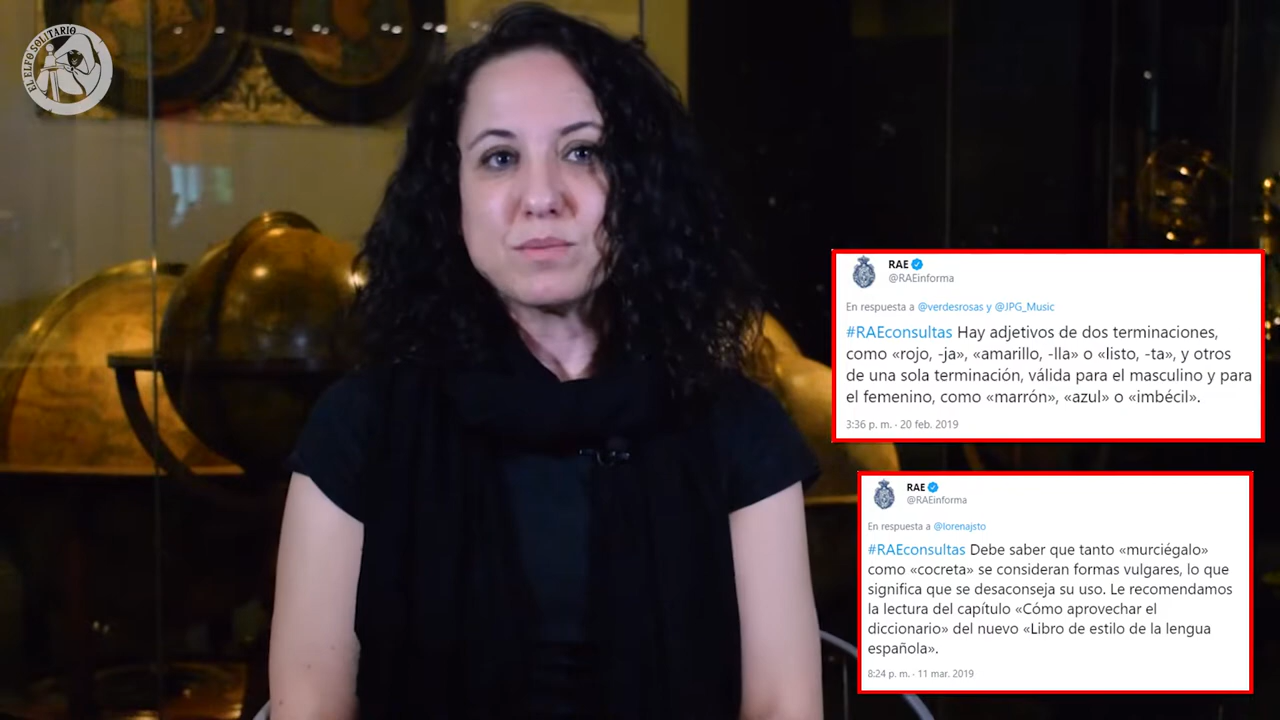 EL ELFO SOLITARIO
RAE
@RAEinforma
En respuesta a @verdesrosas y @JPG_Music
#RAEconsultas Hay adjetivos de dos terminaciones,
como «rojo, -ja», «amarillo, -lla» o «listo, -ta», y otros
de una sola terminación, válida para el masculino y para
el femenino, como «marrón», «azul» o «imbécil».
3:36 p. m. · 20 feb. 2019
RAE
@RAEinforma
En respuesta a @lorenajsto
#RAEconsultas Debe saber que tanto «murciégalo»
como «cocreta» se consideran formas vulgares, lo que
significa que se desaconseja su uso. Le recomendamos
la lectura del capítulo «Cómo aprovechar el
diccionario» del nuevo «Libro de estilo de la lengua
española».
8:24 p. m. · 11 mar. 2019